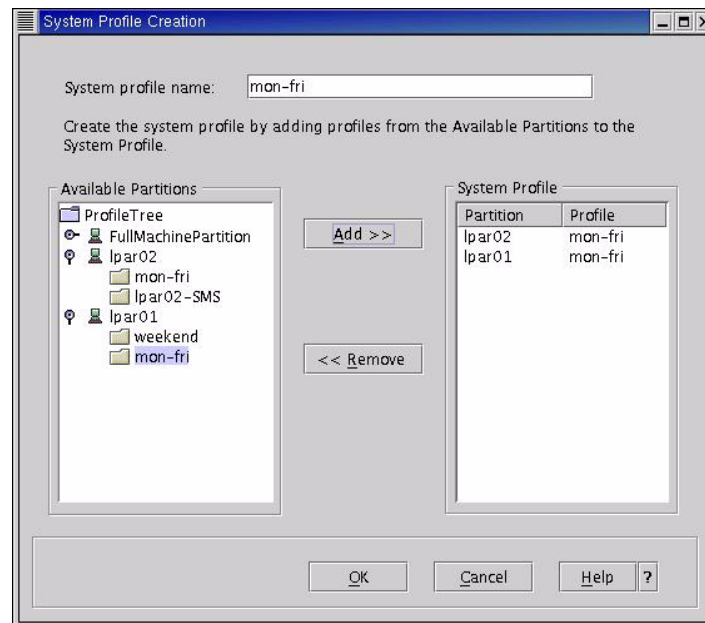 System Profile Creation
System profile name: mon-fri
Create the system profile by adding profiles from the Available Partitions to the
System Profile.
Available Partitions
ProfileTree
FullMachinePartition
lpar02
mon-fri
lpar02-SMS
lpar01
weekend
mon-fri
Add >>
<< Remove
System Profile
Partition Profile
lpar02 mon-fri
lpar01 mon-fri
OK Cancel Help ?